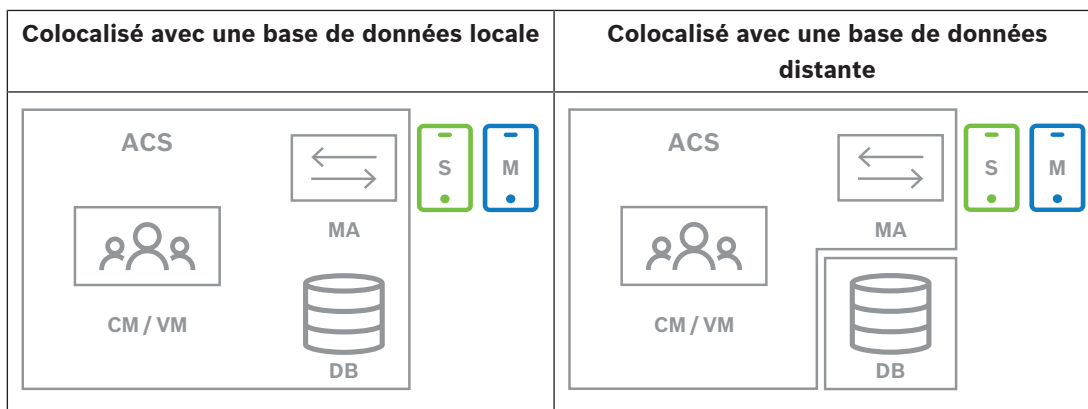 Colocalisé avec une base de données locale
Colocalisé avec une base de données
distante
ACS
S
M
MA
CM / VM
DB
ACS
S
M
MA
CM / VM
DB